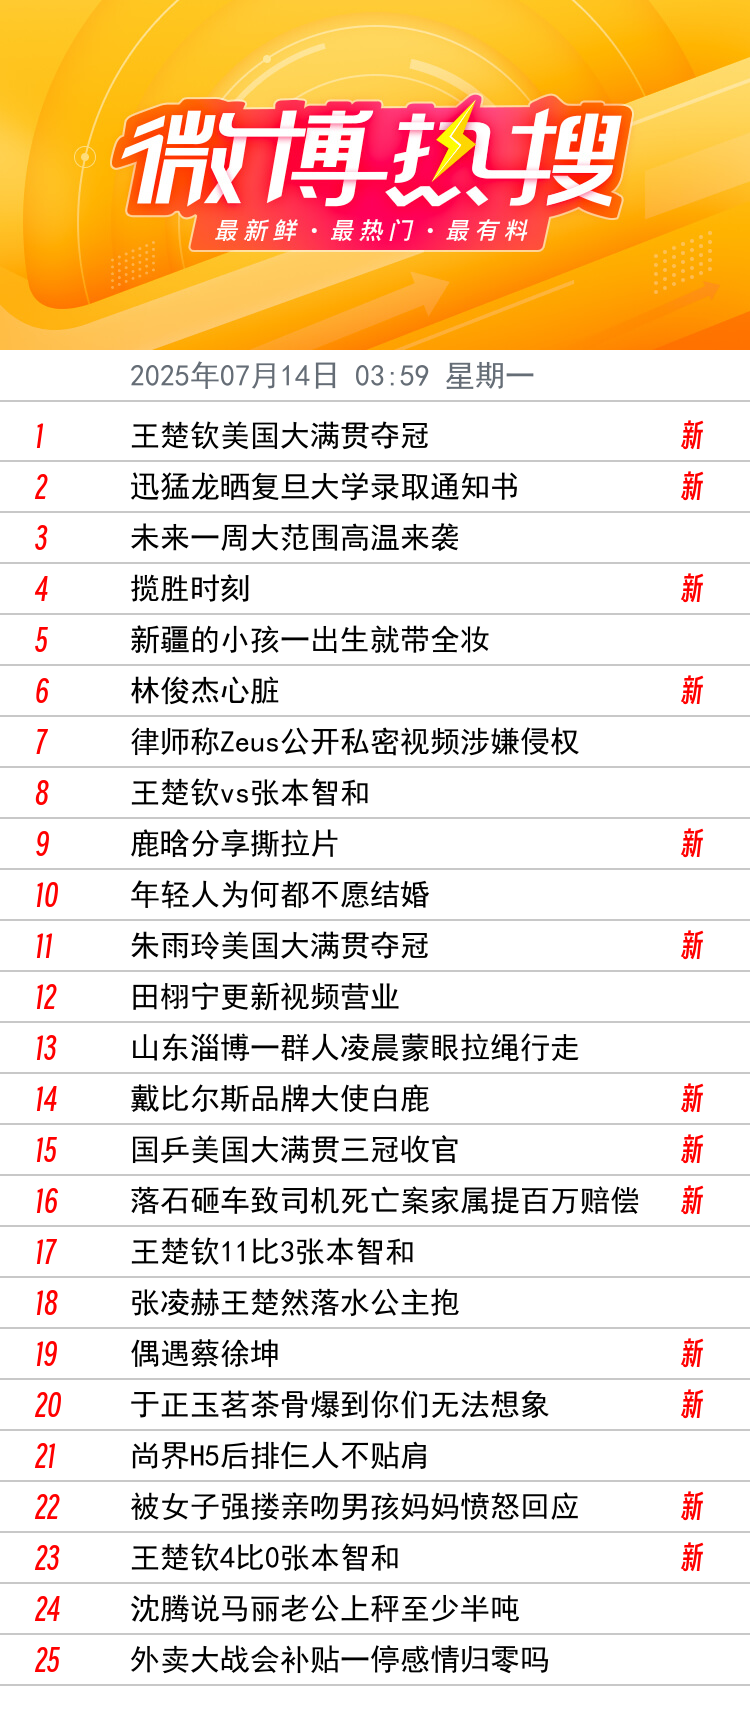 微博热搜
最新鲜·最热门·最有料
2025年07月14日 03:59 星期一
1 王楚钦美国大满贯夺冠 新
2 迅猛龙晒复旦大学录取通知书 新
3 未来一周大范围高温来袭
4 揽胜时刻 新
5 新疆的小孩一出生就带全妆
6 林俊杰心脏 新
7 律师称Zeus公开私密视频涉嫌侵权
8 王楚钦vs张本智和
9 鹿晗分享撕拉片 新
10 年轻人为何都不愿结婚
11 朱雨玲美国大满贯夺冠 新
12 田栩宁更新视频营业
13 山东淄博一群人凌晨蒙眼拉绳行走
14 戴比尔斯品牌大使白鹿 新
15 国乒美国大满贯三冠收官 新
16 落石砸车致司机死亡案家属提百万赔偿 新
17 王楚钦11比3张本智和
18 张凌赫王楚然落水公主抱
19 偶遇蔡徐坤 新
20 于正玉茗茶骨爆到你们无法想象 新
21 尚界H5后排仨人不贴肩
22 被女子强搂亲吻男孩妈妈愤怒回应 新
23 王楚钦4比0张本智和 新
24 沈腾说马丽老公上秤至少半吨
25 外卖大战会补贴一停感情归零吗